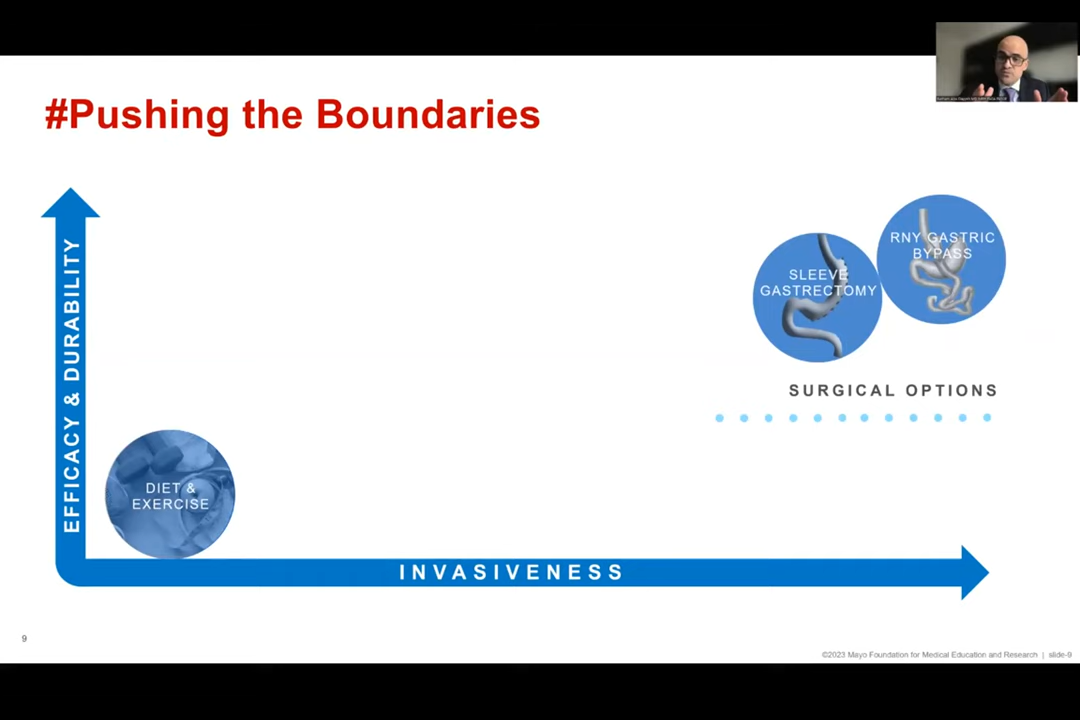 #Pushing the Boundaries
EFFICACY & DURABILITY
RNY GASTRIC
BYPASS
SLEEVE
GASTRECTOMY
SURGICAL OPTIONS
DIET &
EXERCISE
INVASIVENESS
9
©2023 Mayo Foundation for Medical Education and Research | slide-9